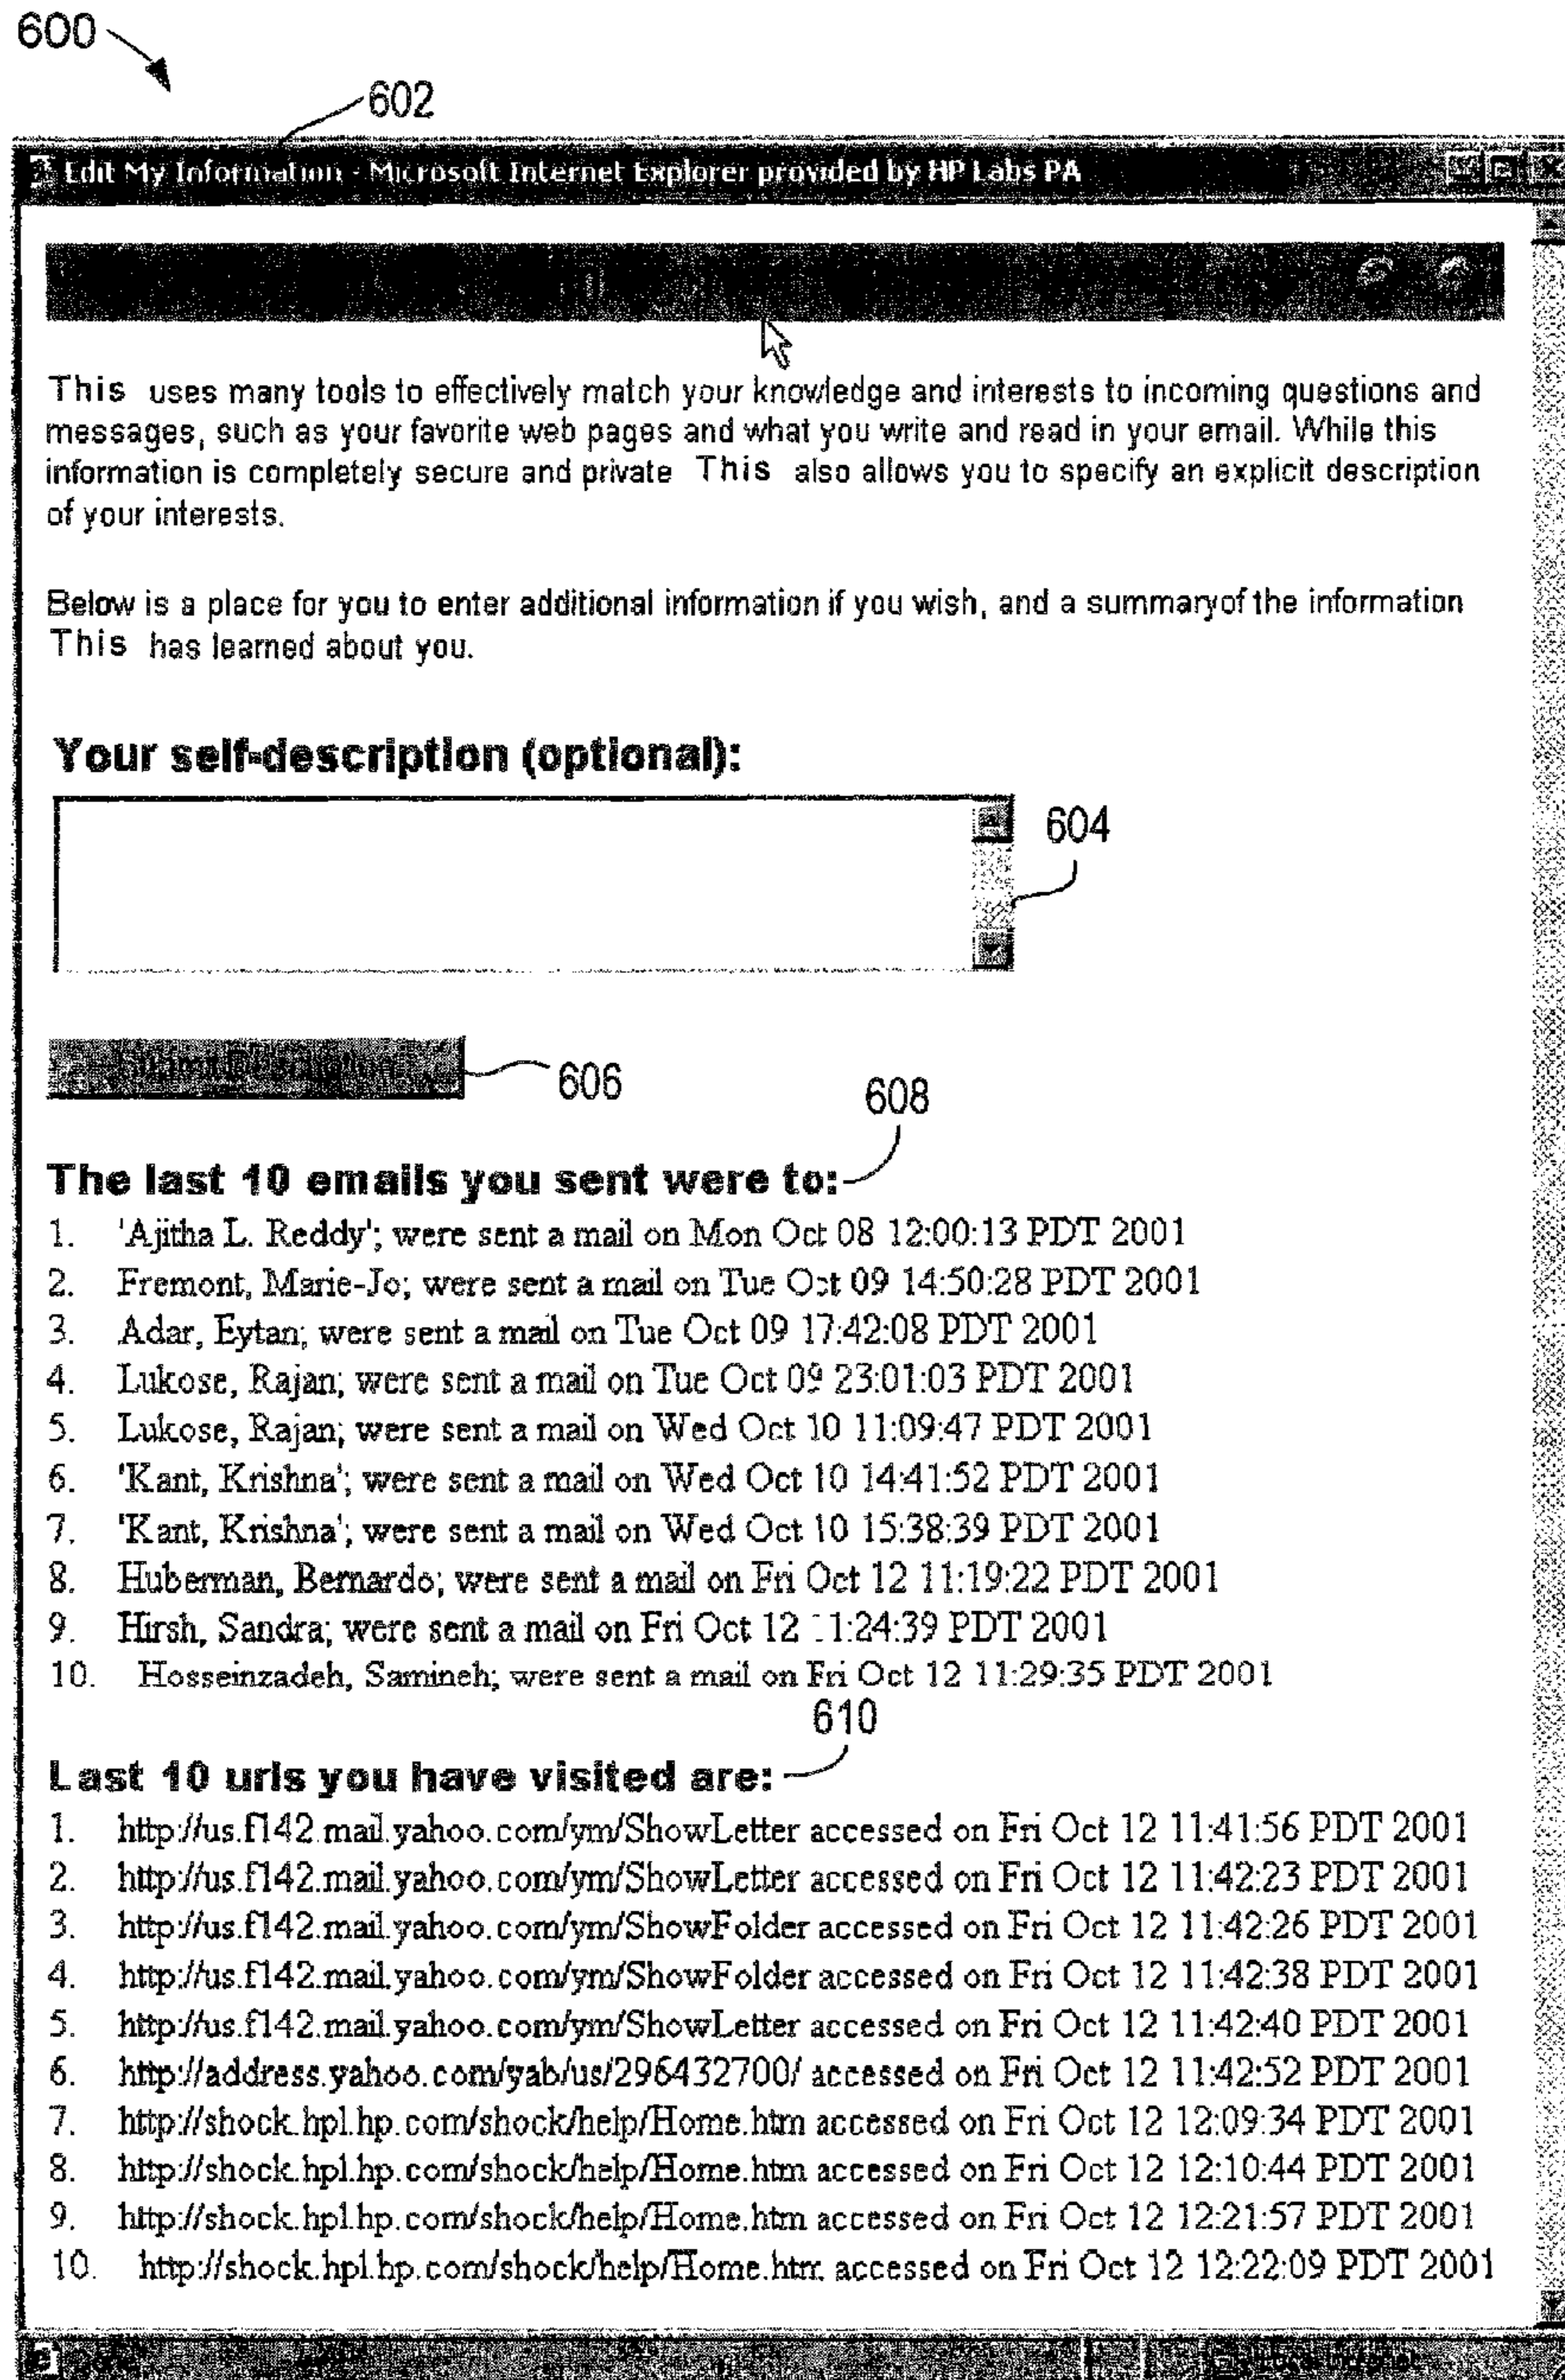 600
602
Edit My Information - Microsoft Internet Explorer provided by HP Labs PA
This uses many tools to effectively match your knowledge and interests to incoming questions and
messages, such as your favorite web pages and what you write and read in your email. While this
information is completely secure and private This also allows you to specify an explicit description
of your interests.
Below is a place for you to enter additional information if you wish, and a summaryof the information
This has learned about you.
Your self-description (optional):
604
Submit Description
606
608
The last 10 emails you sent were to:
1. 'Ajitha L. Reddy'; were sent a mail on Mon Oct 08 12:00:13 PDT 2001
2. Fremont, Marie-Jo; were sent a mail on Tue Oct 09 14:50:28 PDT 2001
3. Adar, Eytan; were sent a mail on Tue Oct 09 17:42:08 PDT 2001
4. Lukose, Rajan; were sent a mail on Tue Oct 09 23:01:03 PDT 2001
5. Lukose, Rajan; were sent a mail on Wed Oct 10 11:09:47 PDT 2001
6. 'Kant, Krishna'; were sent a mail on Wed Oct 10 14:41:52 PDT 2001
7. 'Kant, Krishna'; were sent a mail on Wed Oct 10 15:38:39 PDT 2001
8. Huberman, Bernardo; were sent a mail on Fri Oct 12 11:19:22 PDT 2001
9. Hirsh, Sandra; were sent a mail on Fri Oct 12 11:24:39 PDT 2001
10. Hosseinzadeh, Samineh; were sent a mail on Fri Oct 12 11:29:35 PDT 2001
610
Last 10 urls you have visited are:
1. http://us.f142.mail.yahoo.com/ym/ShowLetter accessed on Fri Oct 12 11:41:56 PDT 2001
2. http://us.f142.mail.yahoo.com/ym/ShowLetter accessed on Fri Oct 12 11:42:23 PDT 2001
3. http://us.f142.mail.yahoo.com/ym/ShowFolder accessed on Fri Oct 12 11:42:26 PDT 2001
4. http://us.f142.mail.yahoo.com/ym/ShowFolder accessed on Fri Oct 12 11:42:38 PDT 2001
5. http://us.f142.mail.yahoo.com/ym/ShowLetter accessed on Fri Oct 12 11:42:40 PDT 2001
6. http://address.yahoo.com/yab/us/296432700/ accessed on Fri Oct 12 11:42:52 PDT 2001
7. http://shock.hpl.hp.com/shock/help/Home.htm accessed on Fri Oct 12 12:09:34 PDT 2001
8. http://shock.hpl.hp.com/shock/help/Home.htm accessed on Fri Oct 12 12:10:44 PDT 2001
9. http://shock.hpl.hp.com/shock/help/Home.htm accessed on Fri Oct 12 12:21:57 PDT 2001
10. http://shock.hpl.hp.com/shock/help/Home.htm accessed on Fri Oct 12 12:22:09 PDT 2001